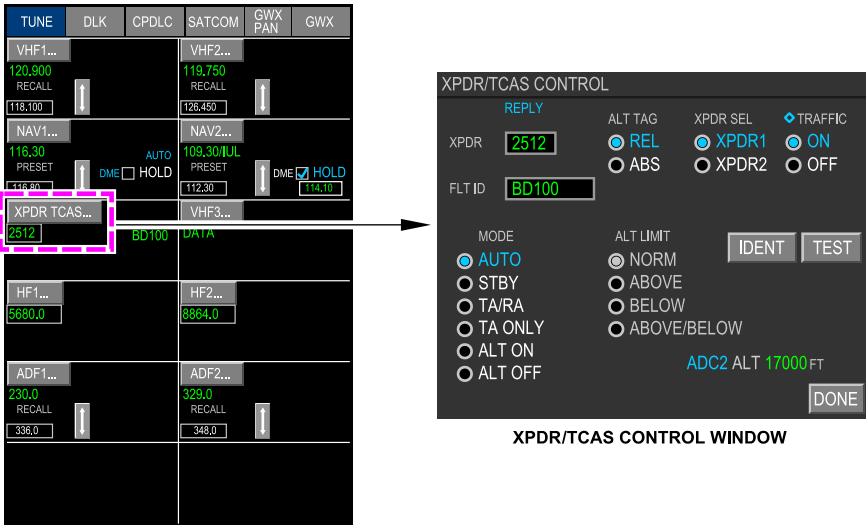 TUNE DLK CPDLC SATCOM GWX PAN GWX
VHF1... VHF2...
120.900 119.750
RECALL RECALL
118.100 126.450
NAV1... NAV2...
116.30 AUTO 109.30/IUL
PRESET DME HOLD PRESET DME HOLD
116.80 112.30 114.10
XPDR TCAS... VHF3...
2512 BD100 DATA
HF1... HF2...
5680.0 8864.0
ADF1... ADF2...
230.0 329.0
RECALL RECALL
336.0 348.0
XPDR/TCAS CONTROL
REPLY
ALT TAG XPDR SEL TRAFFIC
XPDR 2512 REL XPDR1 ON
ABS XPDR2 OFF
FLT ID BD100
MODE ALT LIMIT IDENT TEST
AUTO NORM
STBY ABOVE
TA/RA BELOW
TA ONLY ABOVE/BELOW
ALT ON ADC2 ALT 17000 FT
ALT OFF
DONE
XPDR/TCAS CONTROL WINDOW